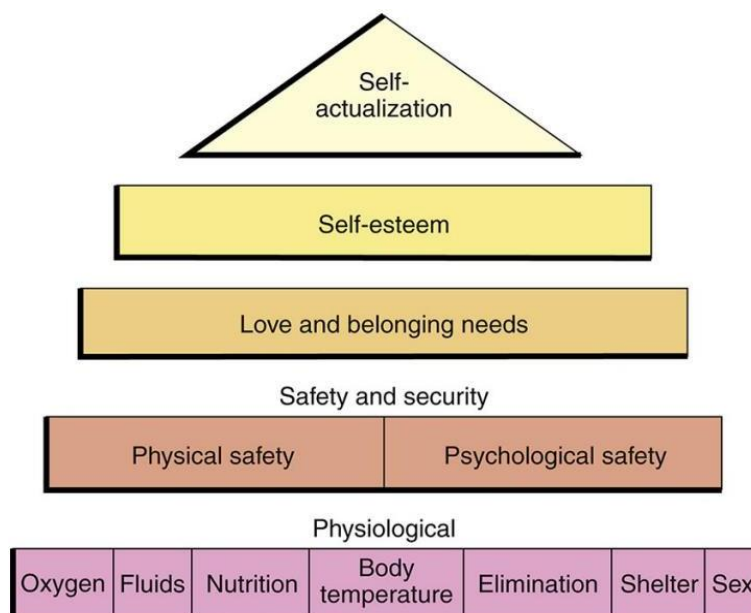 Self-
actualization
Self-esteem
Love and belonging needs
Safety and security
Physical safety Psychological safety
Physiological
Oxygen Fluids Nutrition Body temperature Elimination Shelter Sex